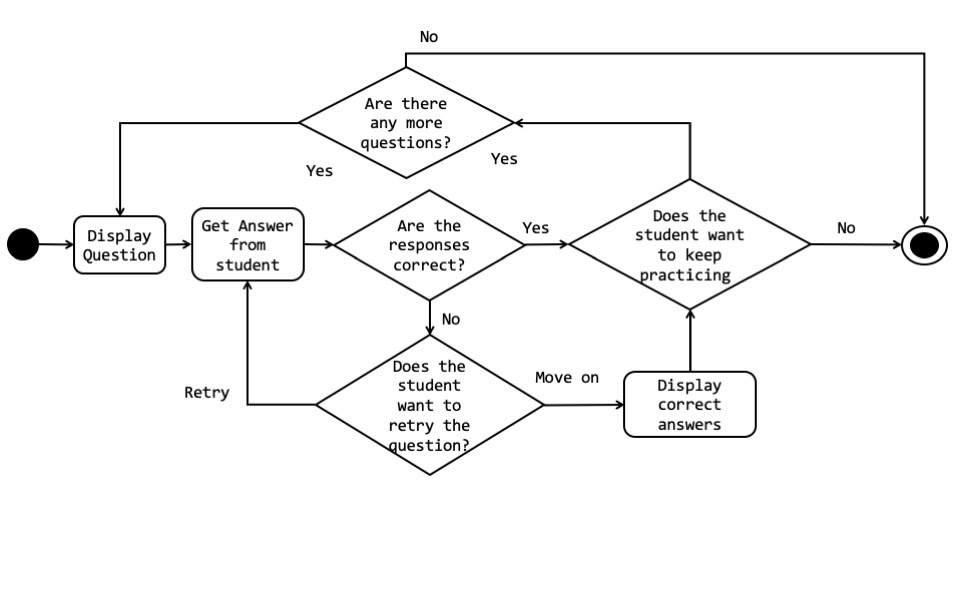 No
Are there
any more
questions?
Yes
Yes
Display
Question
Get Answer
from
student
Are the
responses
correct?
Yes
Does the
student want
to keep
practicing
No
No
Does the
student
want to
retry the
question?
Retry
Move on
Display
correct
answers